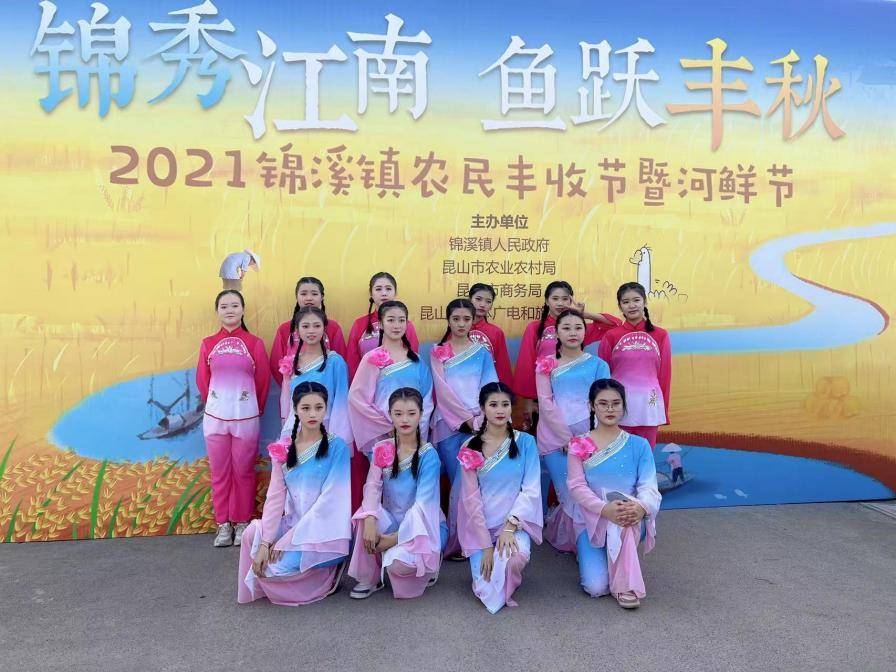 锦秀江南 鱼跃丰秋
2021锦溪镇农民丰收节暨河鲜节
主办单位
锦溪镇人民政府
昆山市农业农村局
昆 市商务局
昆山 广电和旅